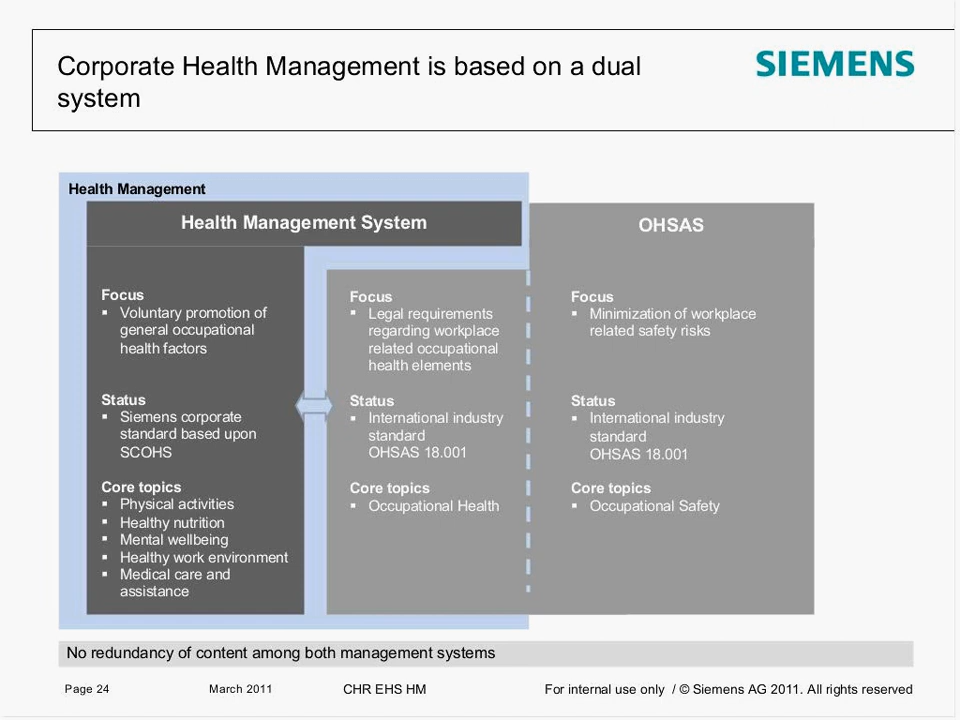 Corporate Health Management is based on a dual
system
SIEMENS
Health Management
Health Management System
OHSAS
Focus
▪ Voluntary promotion of
general occupational
health factors
Status
▪ Siemens corporate
standard based upon
SCOHS
Core topics
▪ Physical activities
▪ Healthy nutrition
▪ Mental wellbeing
▪ Healthy work environment
▪ Medical care and
assistance
Focus
▪ Legal requirements
regarding workplace
related occupational
health elements
Status
▪ International industry
standard
OHSAS 18.001
Core topics
▪ Occupational Health
Focus
▪ Minimization of workplace
related safety risks
Status
▪ International industry
standard
OHSAS 18.001
Core topics
▪ Occupational Safety
No redundancy of content among both management systems
Page 24 March 2011 CHR EHS HM For internal use only / © Siemens AG 2011. All rights reserved